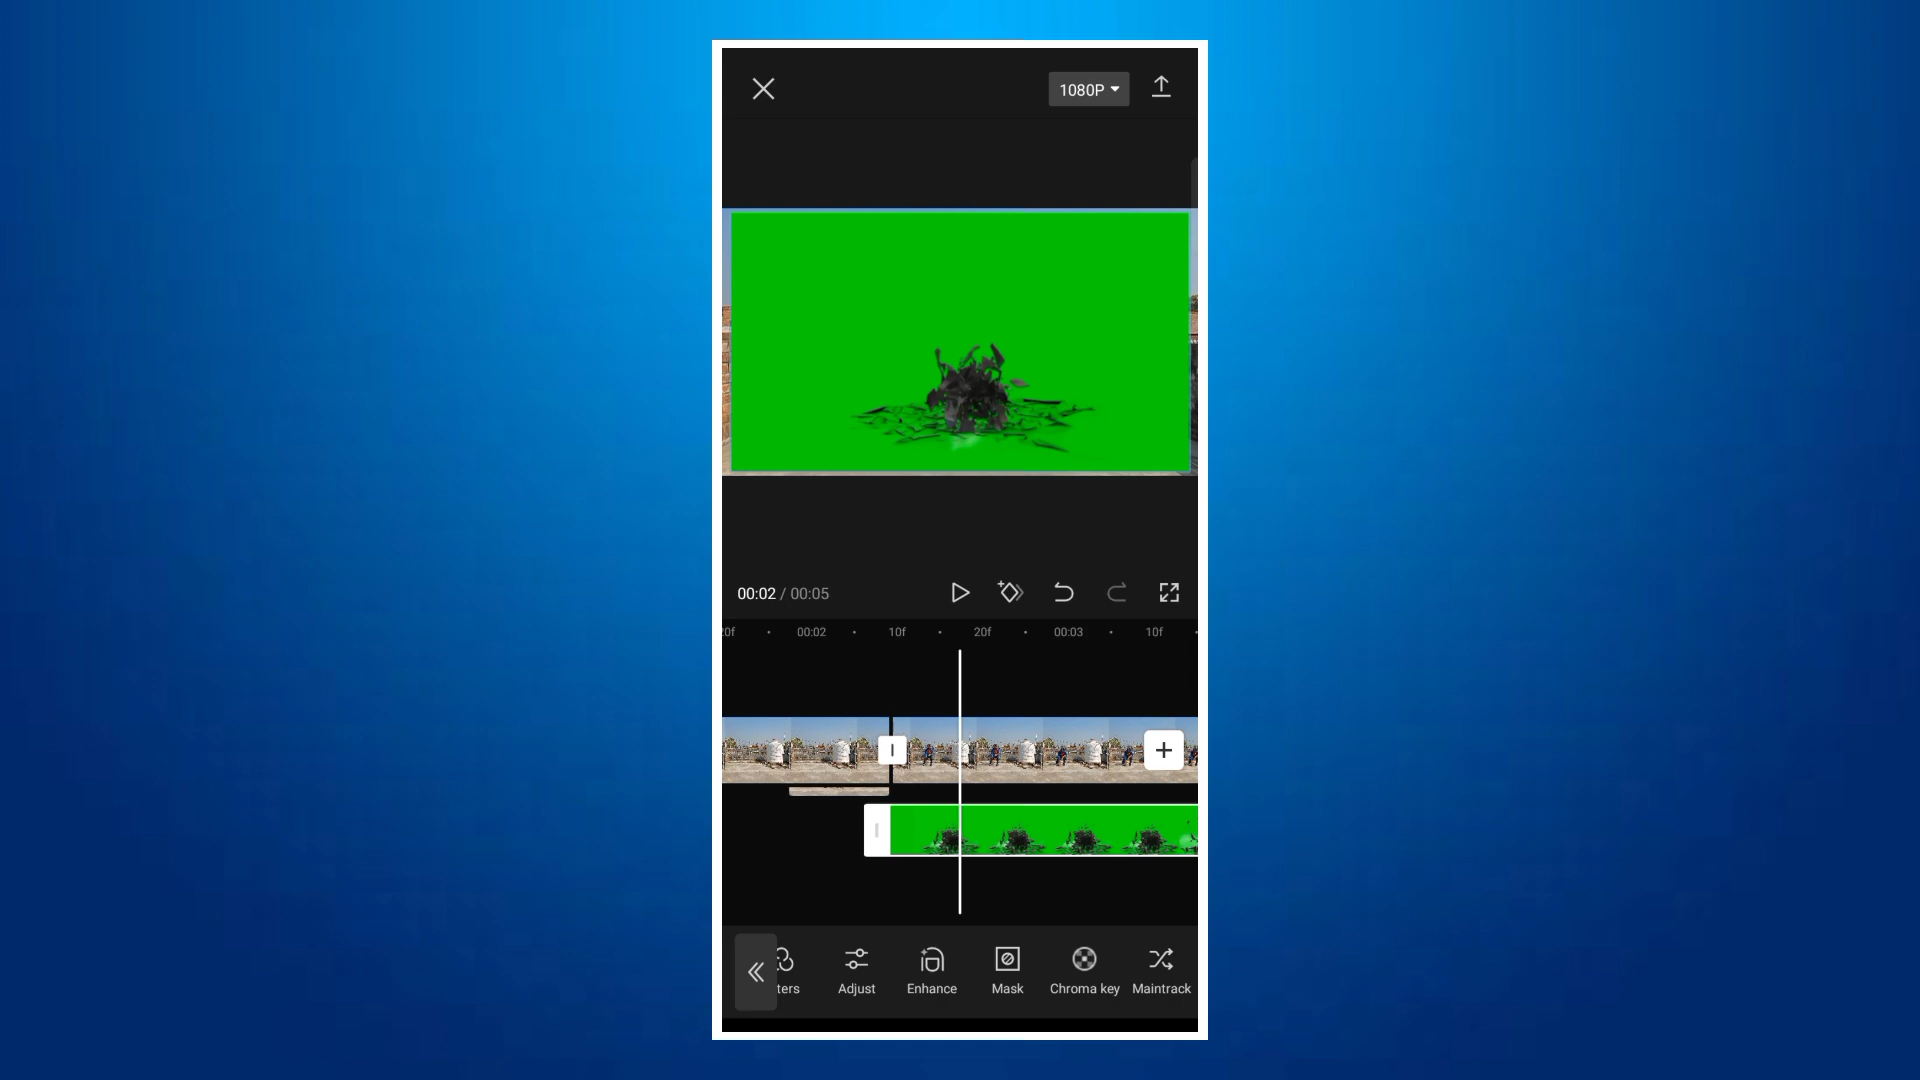 1080P
00:02 / 00:05
20f 00:02 10f 20f 00:03 10f
ters Adjust Enhance Mask Chroma key Maintrack